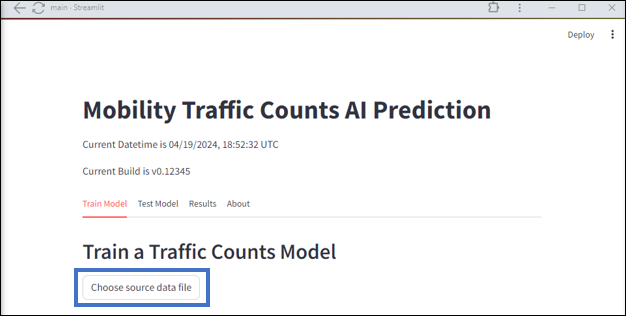 main - Streamlit
Deploy
Mobility Traffic Counts AI Prediction
Current Datetime is 04/19/2024, 18:52:32 UTC
Current Build is v0.12345
Train Model Test Model Results About
Train a Traffic Counts Model
Choose source data file